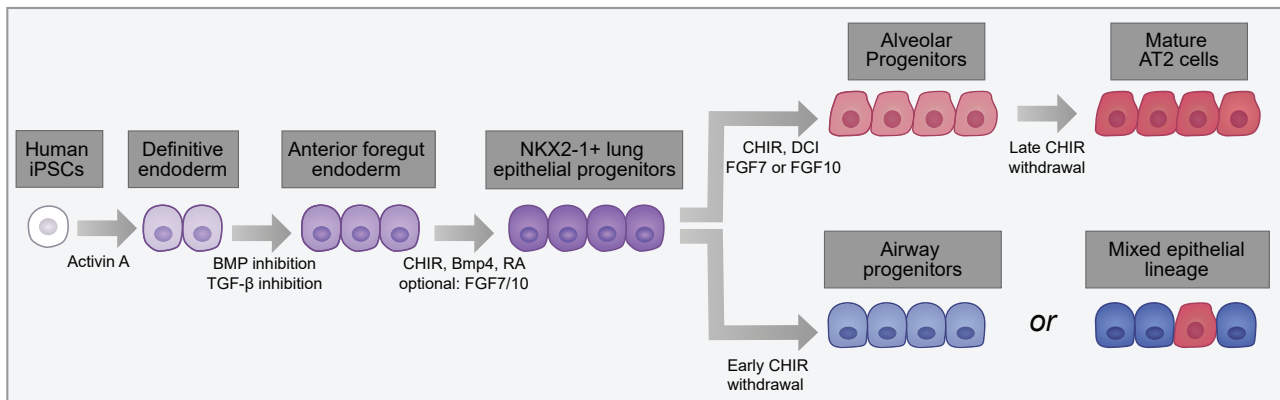 Human
iPSCs
Activin A
Definitive
endoderm
BMP inhibition
TGF-β inhibition
Anterior foregut
endoderm
CHIR, Bmp4, RA
optional: FGF7/10
NKX2-1+ lung
epithelial progenitors
CHIR, DCI
FGF7 or FGF10
Alveolar
Progenitors
Late CHIR
withdrawal
Mature
AT2 cells
Early CHIR
withdrawal
Airway
progenitors
or
Mixed epithelial
lineage